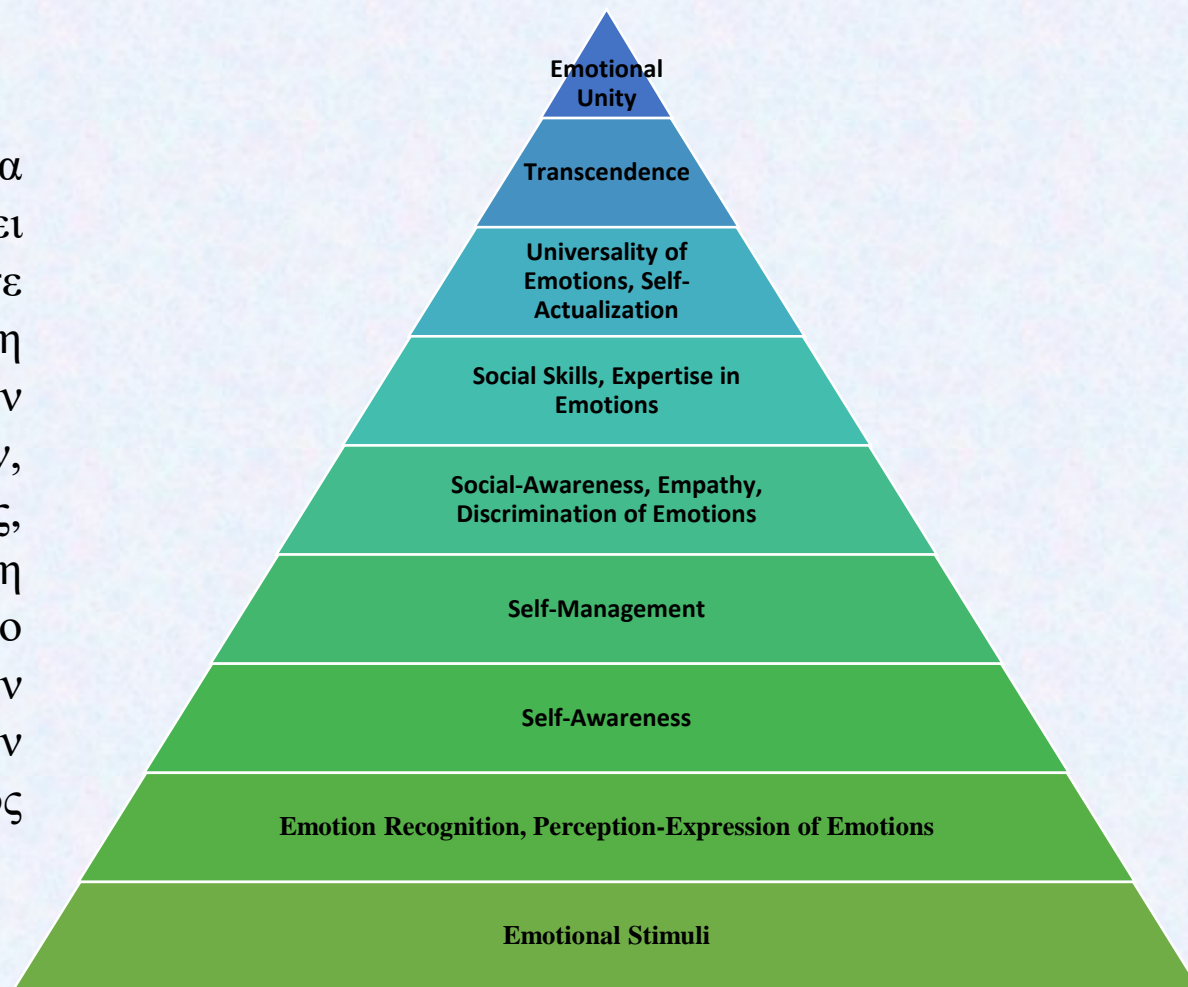 Emotional
Unity
Transcendence
Universality of
Emotions, Self-
Actualization
Social Skills, Expertise in
Emotions
Social-Awareness, Empathy,
Discrimination of Emotions
Self-Management
Self-Awareness
Emotion Recognition, Perception-Expression of Emotions
Emotional Stimuli